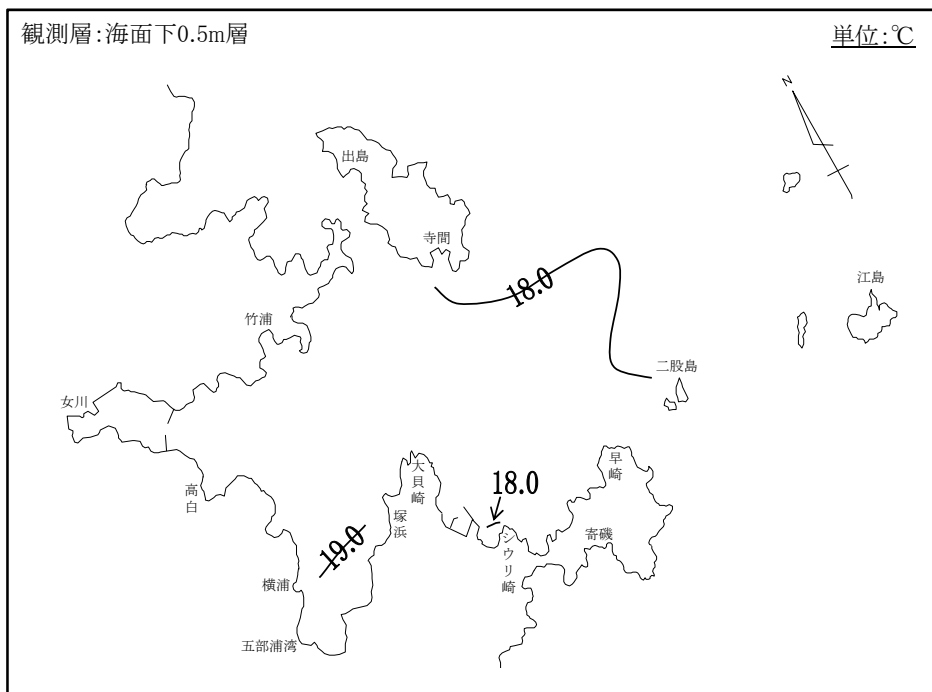 観測層:海面下0.5m層
単位:℃
N
出島
寺間
18.0
江島
竹浦
二股島
女川
大貝崎
早崎
18.0
高白
塚浜
シウリ崎
寄磯
19.0
横浦
五部浦湾